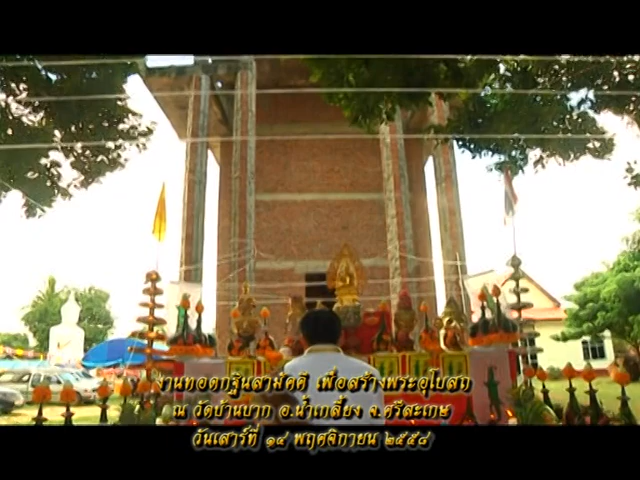 งานทอดกฐินสามัคคี เพื่อสร้างพระอุโบสถ
ณ วัดบ้านบาก อ.น้ำเกลี้ยง จ.ศรีสะเกษ
วันเสาร์ที่ ๑๔ พฤศจิกายน ๒๕๕๘